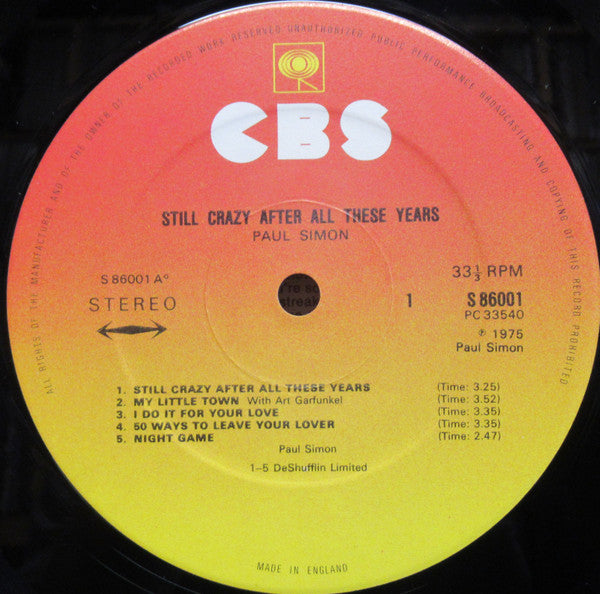 ALL RIGHTS OF THE MANUFACTURER AND OF THE OWNER OF THE RECORDED WORK RESERVED UNAUTHORIZED PUBLIC PERFORMANCE BROADCASTING AND COPYING OF THIS RECORD PROHIBITED
CBS
STILL CRAZY AFTER ALL THESE YEARS
PAUL SIMON
S 86001 A°
STEREO
33⅓ RPM
1 S 86001
PC 33540
℗ 1975
Paul Simon
1. STILL CRAZY AFTER ALL THESE YEARS (Time: 3.25)
2. MY LITTLE TOWN With Art Garfunkel (Time: 3.52)
3. I DO IT FOR YOUR LOVE (Time: 3.35)
4. 50 WAYS TO LEAVE YOUR LOVER (Time: 3.35)
5. NIGHT GAME (Time: 2.47)
Paul Simon
1–5 DeShufflin Limited
MADE IN ENGLAND